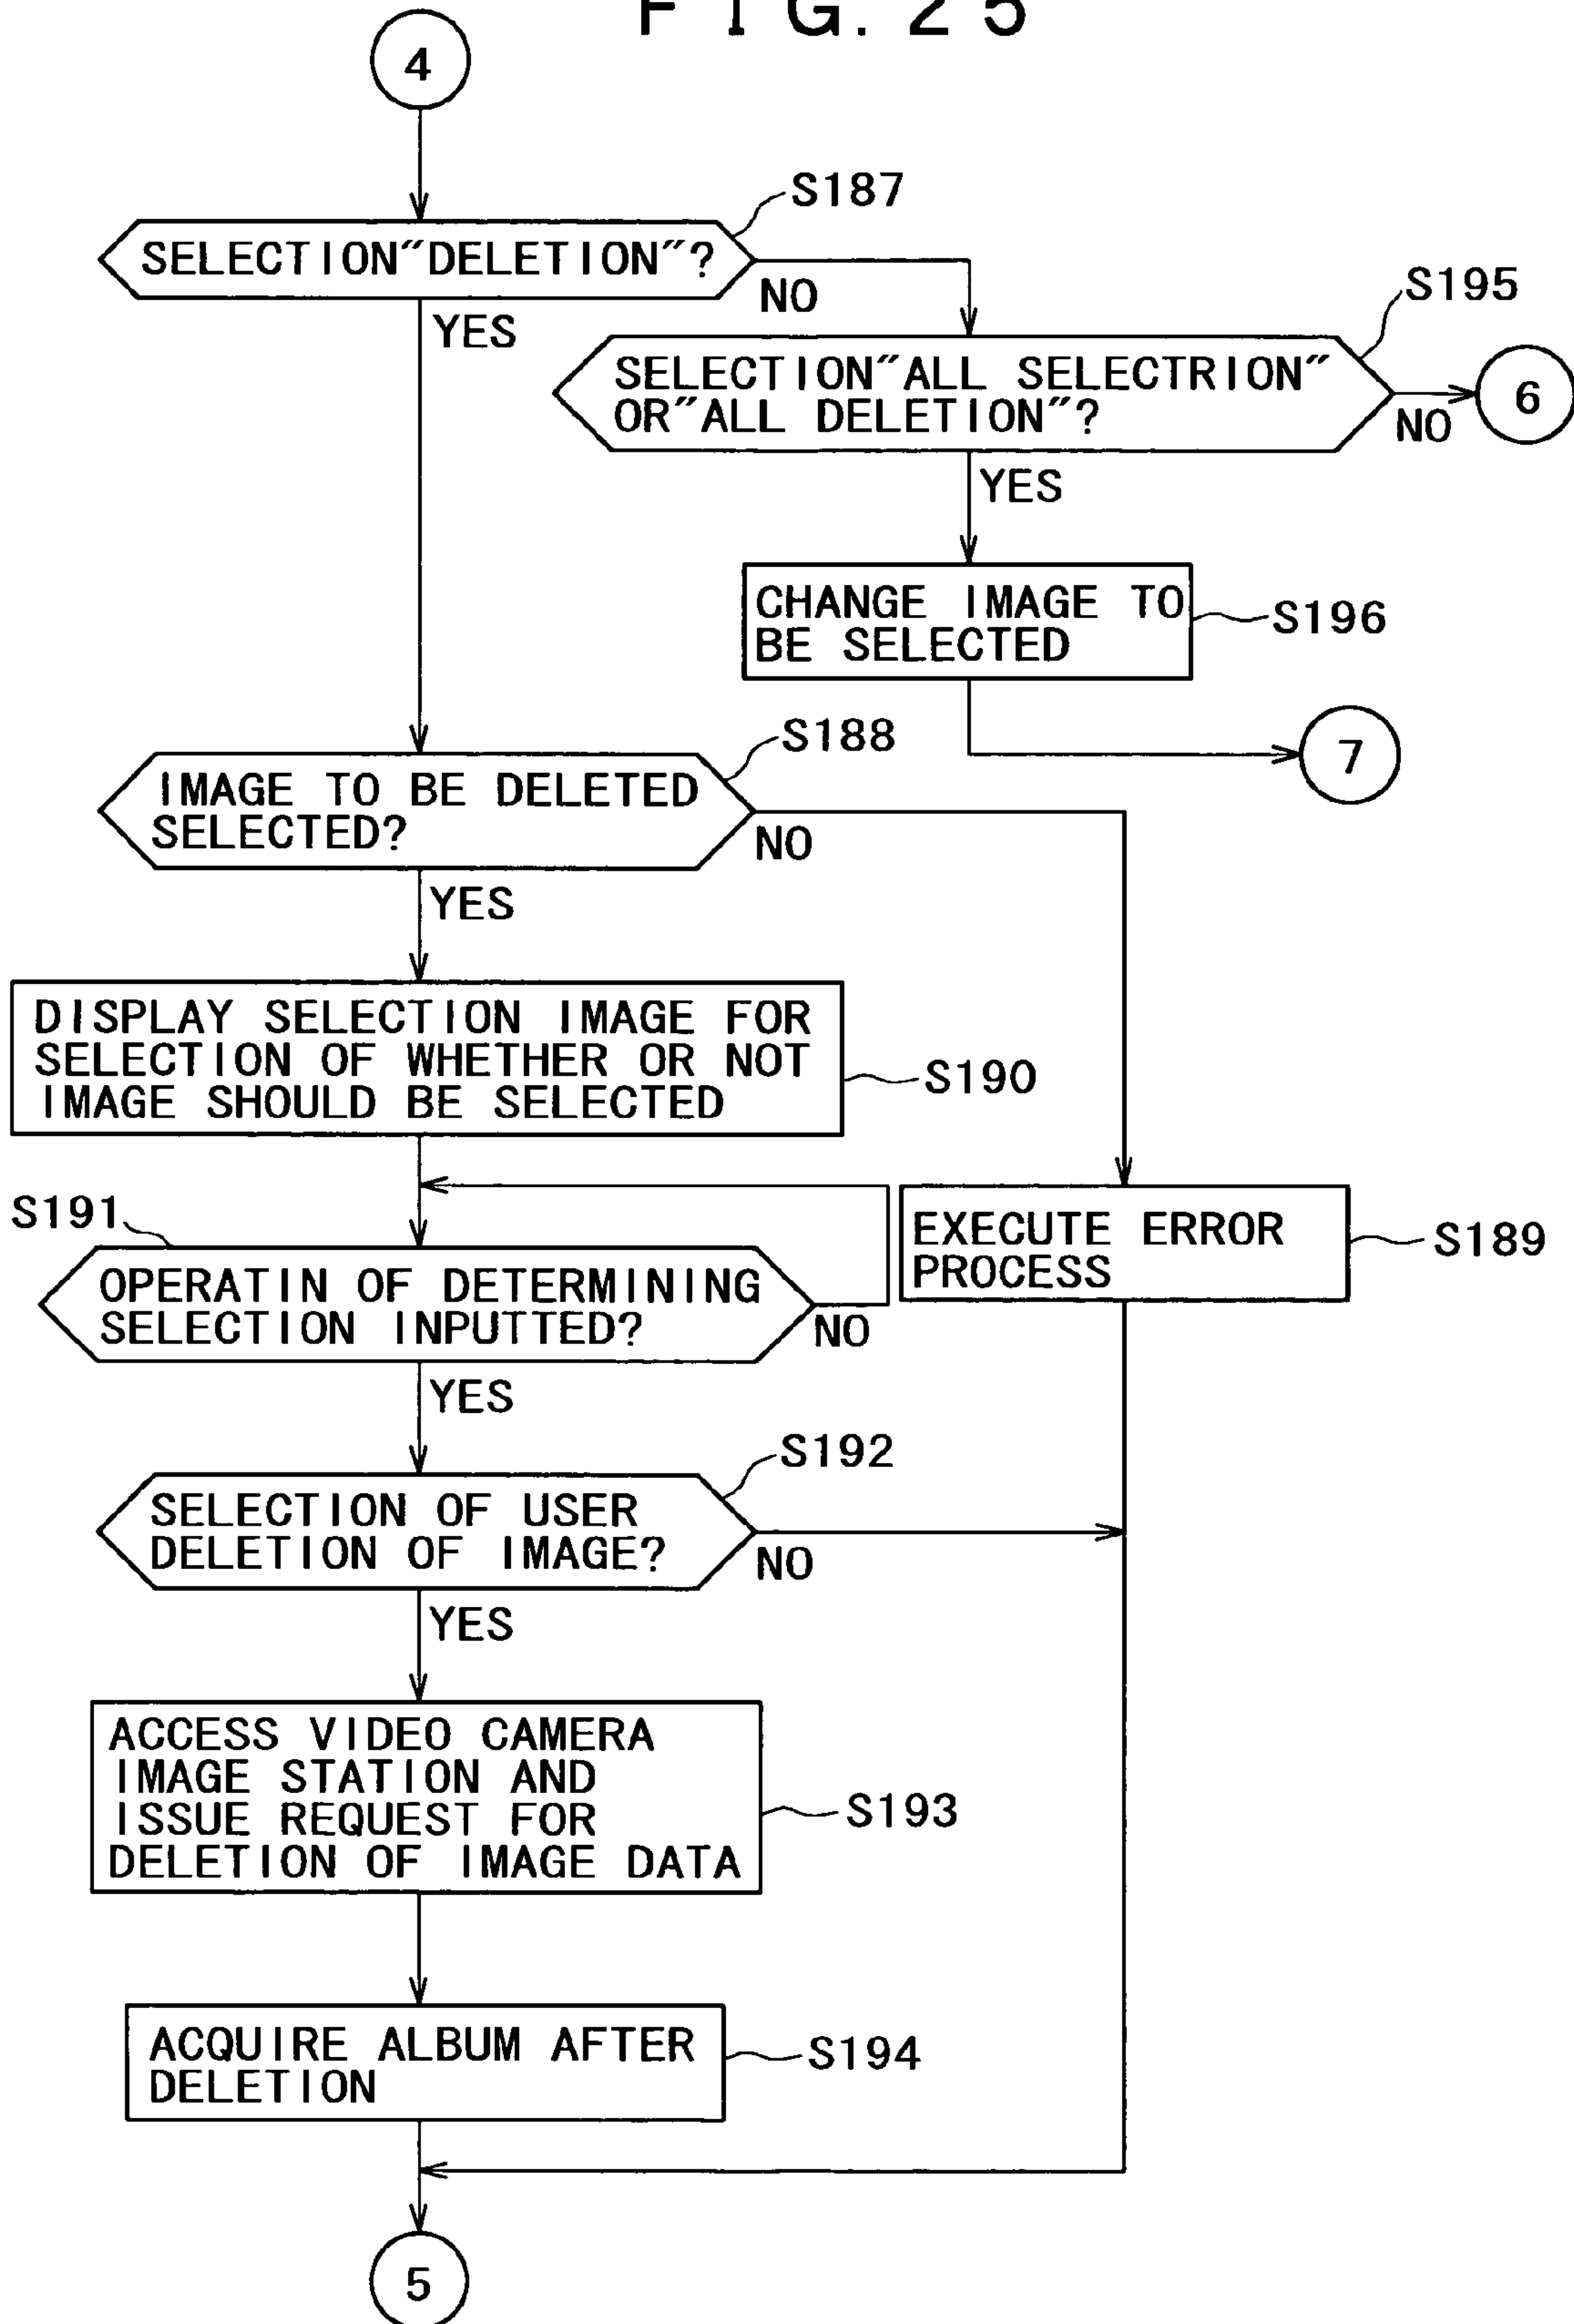 FIG. 25
4
S187
SELECTION"DELETION"?
NO
YES
S195
SELECTION"ALL SELECTRION"
OR"ALL DELETION"?
NO
6
YES
CHANGE IMAGE TO
BE SELECTED
S196
7
S188
IMAGE TO BE DELETED
SELECTED?
NO
YES
DISPLAY SELECTION IMAGE FOR
SELECTION OF WHETHER OR NOT
IMAGE SHOULD BE SELECTED
S190
S191
OPERATIN OF DETERMINING
SELECTION INPUTTED?
NO
YES
EXECUTE ERROR
PROCESS
S189
S192
SELECTION OF USER
DELETION OF IMAGE?
NO
YES
ACCESS VIDEO CAMERA
IMAGE STATION AND
ISSUE REQUEST FOR
DELETION OF IMAGE DATA
S193
ACQUIRE ALBUM AFTER
DELETION
S194
5